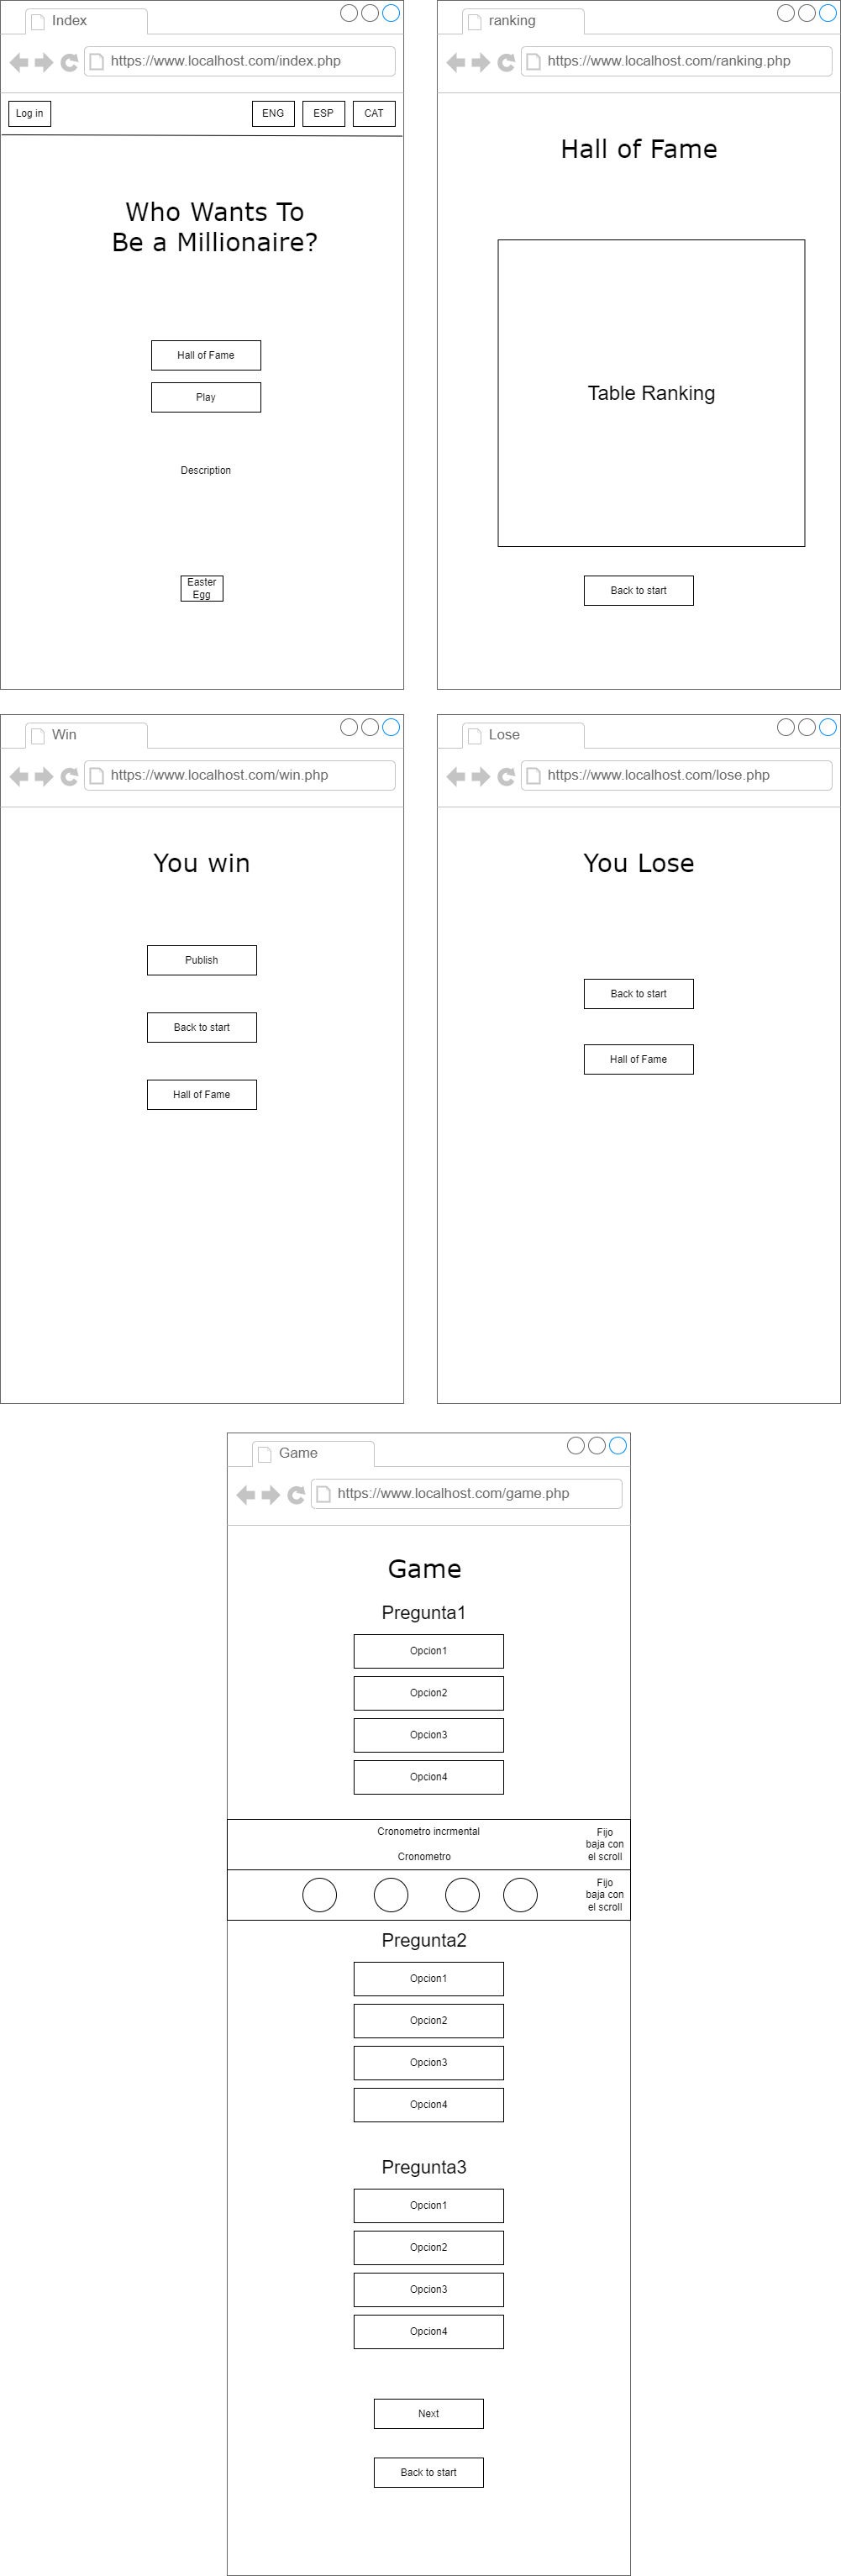 Index
https://www.localhost.com/index.php
Log in
ENG
ESP
CAT
Who Wants To
Be a Millionaire?
Hall of Fame
Play
Description
Easter
Egg
ranking
https://www.localhost.com/ranking.php
Hall of Fame
Table Ranking
Back to start
Win
https://www.localhost.com/win.php
You win
Publish
Back to start
Hall of Fame
Lose
https://www.localhost.com/lose.php
You Lose
Back to start
Hall of Fame
Game
https://www.localhost.com/game.php
Game
Pregunta1
Opcion1
Opcion2
Opcion3
Opcion4
Cronometro incrmental
Cronometro
Fijo
baja con
el scroll
Fijo
baja con
el scroll
Pregunta2
Opcion1
Opcion2
Opcion3
Opcion4
Pregunta3
Opcion1
Opcion2
Opcion3
Opcion4
Next
Back to start